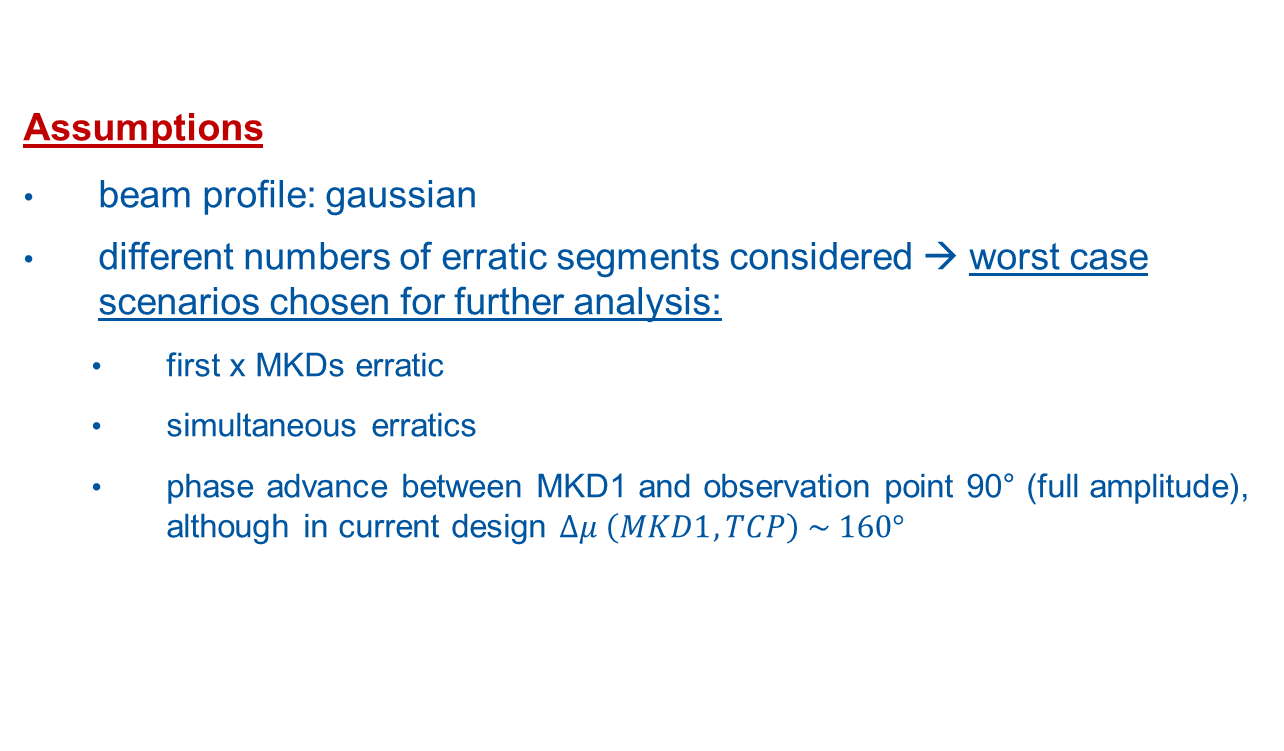 Assumptions
• beam profile: gaussian
• different numbers of erratic segments considered → worst case
scenarios chosen for further analysis:
• first x MKDs erratic
• simultaneous erratics
• phase advance between MKD1 and observation point 90° (full amplitude),
although in current design Δ𝜇 (𝑀𝐾𝐷1, 𝑇𝐶𝑃) ~ 160°